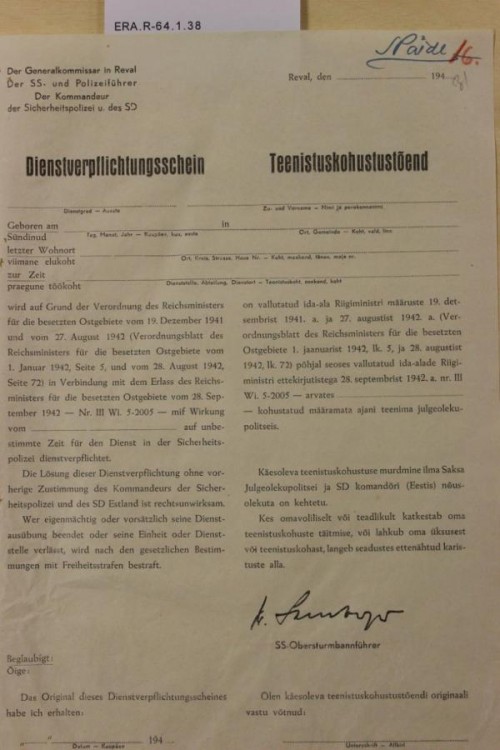 ERA.R-64.1.38
Näide 16.
Der Generalkommissar in Reval
Der SS- und Polizeiführer
Der Kommandeur
der Sicherheitspolizei u. des SD
Reval, den 194
Dienstverpflichtungsschein
Teenistuskohustustõend
Dienstgrad — Auaste
Zu- und Vorname — Nimi ja perekonnanimi
Geboren am in
Sündinud
Tag, Monat, Jahr — Kuupäev, kuu, aasta
Ort, Gemeinde — Koht, vald, linn
letzter Wohnort
viimane elukoht
Ort, Kreis, Strasse, Haus Nr. — Koht, maakond, tänav, maja nr.
zur Zeit
praegune töökoht
Dienststelle, Abteilung, Dienstort — Teenistuskoht, osakond, koht
wird auf Grund der Verordnung des Reichsministers
für die besetzten Ostgebiete vom 19. Dezember 1941
und vom 27. August 1942 (Verordnungsblatt des
Reichsministers für die besetzten Ostgebiete vom
1. Januar 1942, Seite 5, und vom 28. August 1942,
Seite 72) in Verbindung mit dem Erlass des Reichs-
ministers für die besetzten Ostgebiete vom 28. Sep-
tember 1942 — Nr. III Wi. 5-2005 — mit Wirkung
vom auf unbe-
stimmte Zeit für den Dienst in der Sicherheits-
polizei dienstverpflichtet.
Die Lösung dieser Dienstverpflichtung ohne vor-
herige Zustimmung des Kommandeurs der Sicher-
heitspolizei und des SD Estland ist rechtsunwirksam.
Wer eigenmächtig oder vorsätzlich seine Dienst-
ausübung beendet oder seine Einheit oder Dienst-
stelle verlässt, wird nach den gesetzlichen Bestim-
mungen mit Freiheitsstrafen bestraft.
on vallutatud ida-ala Riigiministri määruste 19. det-
sembrist 1941. a. ja 27. augustist 1942. a. (Ver-
ordnungsblatt des Reichsministers für die besetzten
Ostgebiete 1. jaanuarist 1942, lk. 5, ja 28. augustist
1942, lk. 72) põhjal seoses vallutatud ida-alade Riigi-
ministri ettekirjutistega 28. septembrist 1942. a. nr. III
Wi. 5-2005 — arvates
— kohustatud määramata ajani teenima julgeoleku-
politseis.
Käesoleva teenistuskohustuse murdmine ilma Saksa
Julgeolekupolitsei ja SD komandöri (Eestis) nõus-
olekuta on kehtetu.
Kes omavoliliselt või teadlikult katkestab oma
teenistuskohuste täitmise, või lahkub oma üksusest
või teenistuskohast, langeb seadustes ettenähtud karis-
tuste alla.
SS-Obersturmbannführer
Beglaubigt:
Õige:
Das Original dieses Dienstverpflichtungsscheines
habe ich erhalten:
Olen käesoleva teenistuskohustustõendi originaali
vastu võtnud:
194
Datum — Kuupäev
Unterschrift — Allkiri